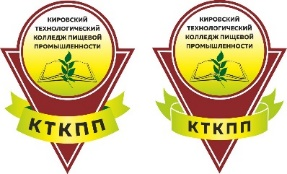 КИРОВСКИЙ
ТЕХНОЛОГИЧЕСКИЙ
КОЛЛЕДЖ ПИЩЕВОЙ
ПРОМЫШЛЕННОСТИ
КТКПП
КИРОВСКИЙ
ТЕХНОЛОГИЧЕСКИЙ
КОЛЛЕДЖ ПИЩЕВОЙ
ПРОМЫШЛЕННОСТИ
КТКПП